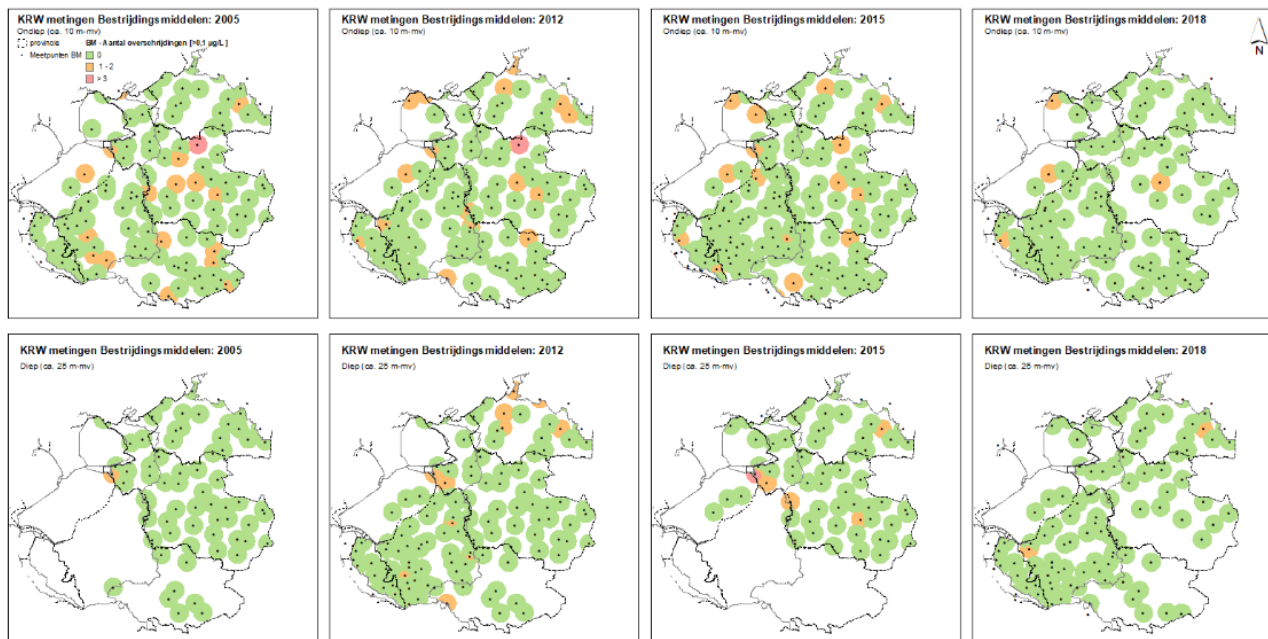 KRW metingen Bestrijdingsmiddelen: 2005
Ondiep (ca. 10 m-mv)
provincie
BM - Aantal overschrijdingen [>0,1 µg/L]
Meetpunten BM
0
1 - 2
> 3
KRW metingen Bestrijdingsmiddelen: 2012
Ondiep (ca. 10 m-mv)
KRW metingen Bestrijdingsmiddelen: 2015
Ondiep (ca. 10 m-mv)
KRW metingen Bestrijdingsmiddelen: 2018
Ondiep (ca. 10 m-mv)
N
KRW metingen Bestrijdingsmiddelen: 2005
Diep (ca. 25 m-mv)
KRW metingen Bestrijdingsmiddelen: 2012
Diep (ca. 25 m-mv)
KRW metingen Bestrijdingsmiddelen: 2015
Diep (ca. 25 m-mv)
KRW metingen Bestrijdingsmiddelen: 2018
Diep (ca. 25 m-mv)